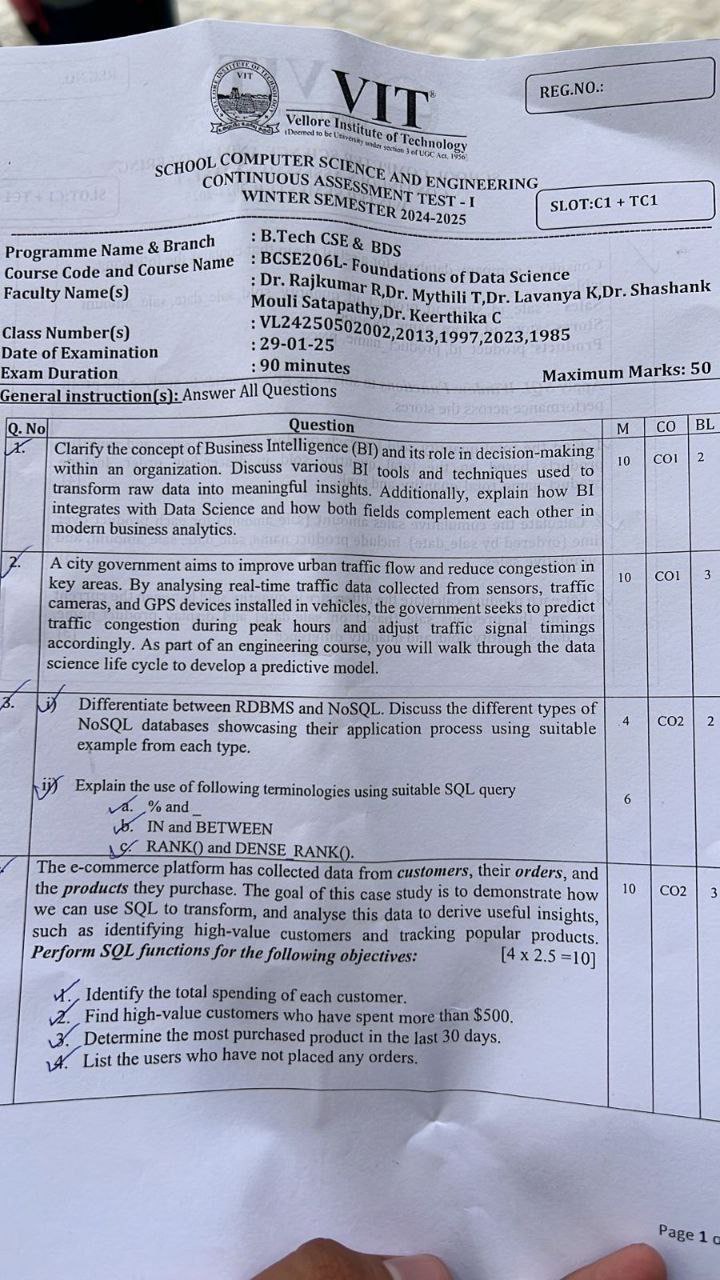 VIT
VIT®
Vellore Institute of Technology
(Deemed to be University under section 3 of UGC Act, 1956)
REG.NO.:
SCHOOL COMPUTER SCIENCE AND ENGINEERING
CONTINUOUS ASSESSMENT TEST - I
WINTER SEMESTER 2024-2025
SLOT:C1 + TC1
Programme Name & Branch : B.Tech CSE & BDS
Course Code and Course Name : BCSE206L- Foundations of Data Science
Faculty Name(s) : Dr. Rajkumar R,Dr. Mythili T,Dr. Lavanya K,Dr. Shashank
Mouli Satapathy,Dr. Keerthika C
Class Number(s) : VL24250502002,2013,1997,2023,1985
Date of Examination : 29-01-25
Exam Duration : 90 minutes
Maximum Marks: 50
General instruction(s): Answer All Questions
Q. No Question M CO BL
1. Clarify the concept of Business Intelligence (BI) and its role in decision-making 10 CO1 2
within an organization. Discuss various BI tools and techniques used to
transform raw data into meaningful insights. Additionally, explain how BI
integrates with Data Science and how both fields complement each other in
modern business analytics.
2. A city government aims to improve urban traffic flow and reduce congestion in 10 CO1 3
key areas. By analysing real-time traffic data collected from sensors, traffic
cameras, and GPS devices installed in vehicles, the government seeks to predict
traffic congestion during peak hours and adjust traffic signal timings
accordingly. As part of an engineering course, you will walk through the data
science life cycle to develop a predictive model.
3. i) Differentiate between RDBMS and NoSQL. Discuss the different types of 4 CO2 2
NoSQL databases showcasing their application process using suitable
example from each type.
ii) Explain the use of following terminologies using suitable SQL query 6
a. % and _
b. IN and BETWEEN
c. RANK() and DENSE_RANK().
The e-commerce platform has collected data from customers, their orders, and 10 CO2 3
the products they purchase. The goal of this case study is to demonstrate how
we can use SQL to transform, and analyse this data to derive useful insights,
such as identifying high-value customers and tracking popular products.
Perform SQL functions for the following objectives: [4 x 2.5 =10]
1. Identify the total spending of each customer.
2. Find high-value customers who have spent more than $500.
3. Determine the most purchased product in the last 30 days.
4. List the users who have not placed any orders.
Page 1